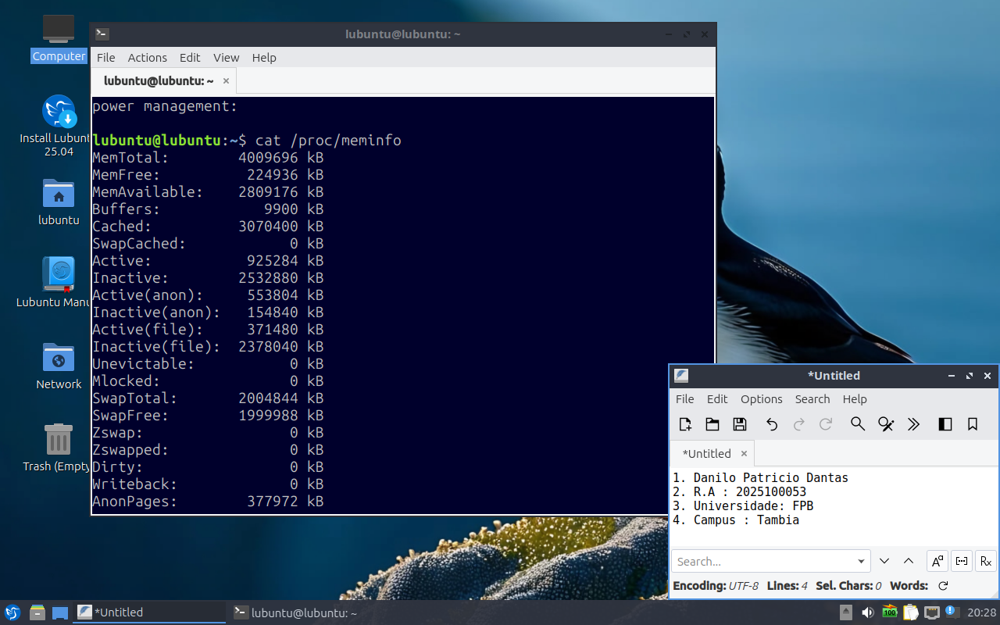 Computer
Install Lubunt
25.04
lubuntu
Lubuntu Manu
Network
Trash (Empty
lubuntu@lubuntu: ~
File Actions Edit View Help
lubuntu@lubuntu: ~
power management:
lubuntu@lubuntu:~$ cat /proc/meminfo
MemTotal: 4009696 kB
MemFree: 224936 kB
MemAvailable: 2809176 kB
Buffers: 9900 kB
Cached: 3070400 kB
SwapCached: 0 kB
Active: 925284 kB
Inactive: 2532880 kB
Active(anon): 553804 kB
Inactive(anon): 154840 kB
Active(file): 371480 kB
Inactive(file): 2378040 kB
Unevictable: 0 kB
Mlocked: 0 kB
SwapTotal: 2004844 kB
SwapFree: 1999988 kB
Zswap: 0 kB
Zswapped: 0 kB
Dirty: 0 kB
Writeback: 0 kB
AnonPages: 377972 kB
*Untitled
File Edit Options Search Help
*Untitled
1. Danilo Patricio Dantas
2. R.A : 2025100053
3. Universidade: FPB
4. Campus : Tambia
Search...
Encoding: UTF-8 Lines: 4 Sel. Chars: 0 Words:
*Untitled
lubuntu@lubuntu: ~
100
20:28